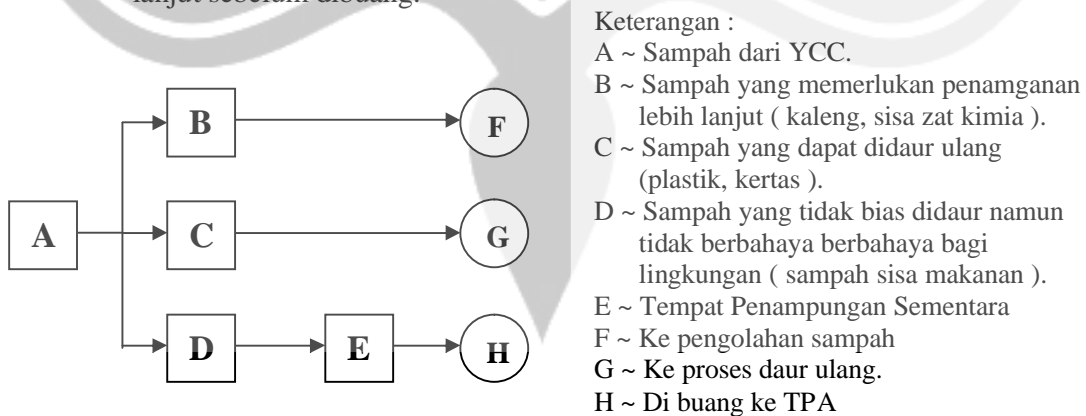 lanjut sebelum dibuang.
Keterangan :
A ~ Sampah dari YCC.
B ~ Sampah yang memerlukan penamganan
lebih lanjut ( kaleng, sisa zat kimia ).
C ~ Sampah yang dapat didaur ulang
(plastik, kertas ).
D ~ Sampah yang tidak bias didaur namun
tidak berbahaya berbahaya bagi
lingkungan ( sampah sisa makanan ).
E ~ Tempat Penampungan Sementara
F ~ Ke pengolahan sampah
G ~ Ke proses daur ulang.
H ~ Di buang ke TPA
B
F
A
C
G
D
E
H